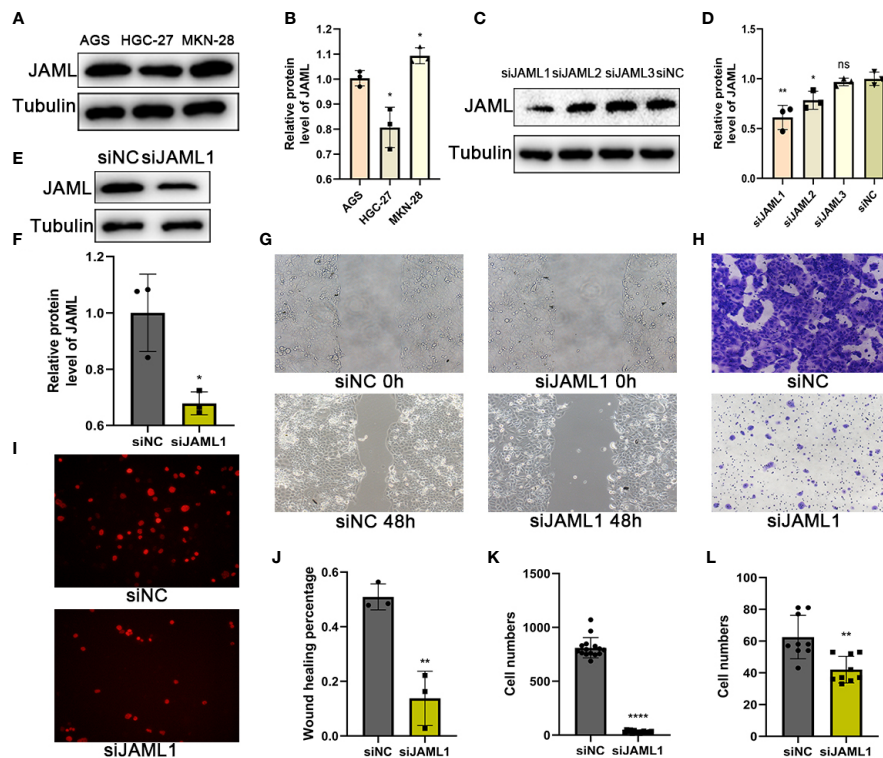 A
AGS HGC-27 MKN-28
JAML
Tubulin
B
Relative protein
level of JAML
1.2
1.1
1.0
0.9
0.8
0.7
0.6
*
*
AGS
HGC-27
MKN-28
C
siJAML1 siJAML2 siJAML3 siNC
JAML
Tubulin
D
Relative protein
level of JAML
1.5
1.0
0.5
0.0
**
*
ns
siJAML1
siJAML2
siJAML3
siNC
E
siNC siJAML1
JAML
Tubulin
F
Relative protein
level of JAML
1.2
1.0
0.8
0.6
*
siNC siJAML1
G
siNC 0h
siJAML1 0h
siNC 48h
siJAML1 48h
H
siNC
siJAML1
I
siNC
siJAML1
J
Wound healing percentage
0.6
0.4
0.2
0.0
**
siNC siJAML1
K
Cell numbers
1500
1000
500
0
****
siNC siJAML1
L
Cell numbers
100
80
60
40
20
0
**
siNC siJAML1